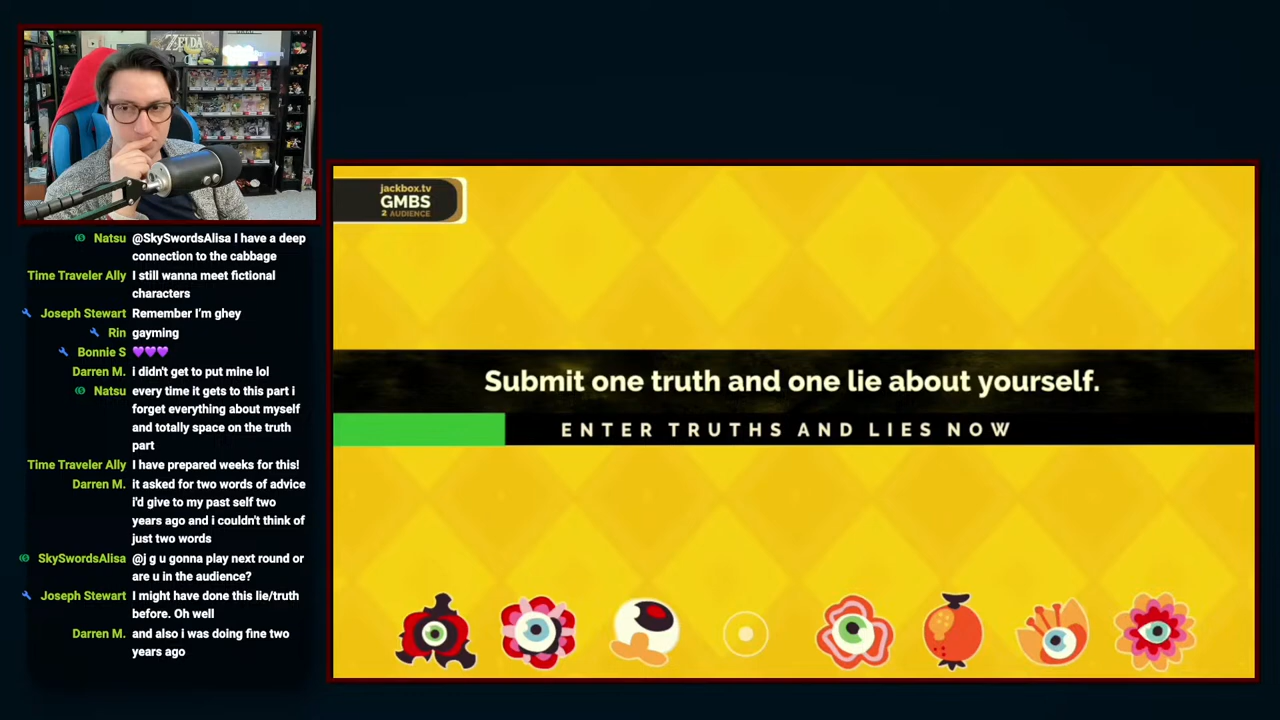 ZELDA
Natsu @SkySwordsAlisa I have a deep
connection to the cabbage
Time Traveler Ally I still wanna meet fictional
characters
Joseph Stewart Remember I'm ghey
Rin gayming
Bonnie S 💜💜💜
Darren M. i didn't get to put mine lol
Natsu every time it gets to this part i
forget everything about myself
and totally space on the truth
part
Time Traveler Ally I have prepared weeks for this!
Darren M. it asked for two words of advice
i'd give to my past self two
years ago and i couldn't think of
just two words
SkySwordsAlisa @j g u gonna play next round or
are u in the audience?
Joseph Stewart I might have done this lie/truth
before. Oh well
Darren M. and also i was doing fine two
years ago
jackbox.tv
GMBS
2 AUDIENCE
Submit one truth and one lie about yourself.
ENTER TRUTHS AND LIES NOW